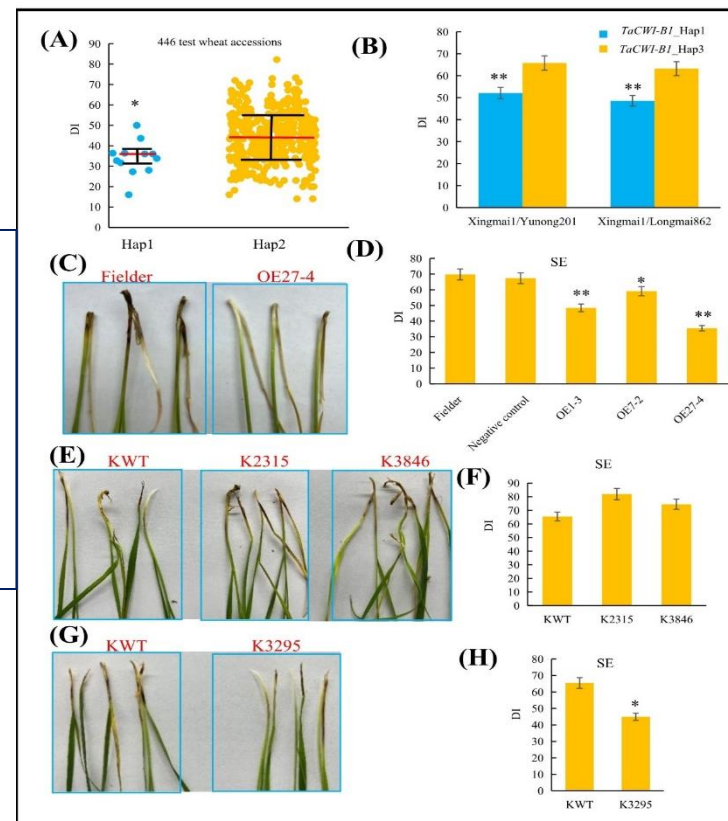 (A)
446 test wheat accessions
DI
90
80
70
60
50
40
30
20
10
0
*
Hap1
Hap2
(B)
TaCWI-B1_Hap1
TaCWI-B1_Hap3
DI
80
70
60
50
40
30
20
10
0
**
**
Xingmai1/Yunong201
Xingmai1/Longmai862
(C)
Fielder
OE27-4
(D)
SE
DI
80
70
60
50
40
30
20
10
0
**
*
**
Fielder
Negative control
OE1-3
OE7-2
OE27-4
(E)
KWT
K2315
K3846
(F)
SE
DI
100
90
80
70
60
50
40
30
20
10
0
KWT
K2315
K3846
(G)
KWT
K3295
(H)
SE
DI
80
70
60
50
40
30
20
10
0
*
KWT
K3295